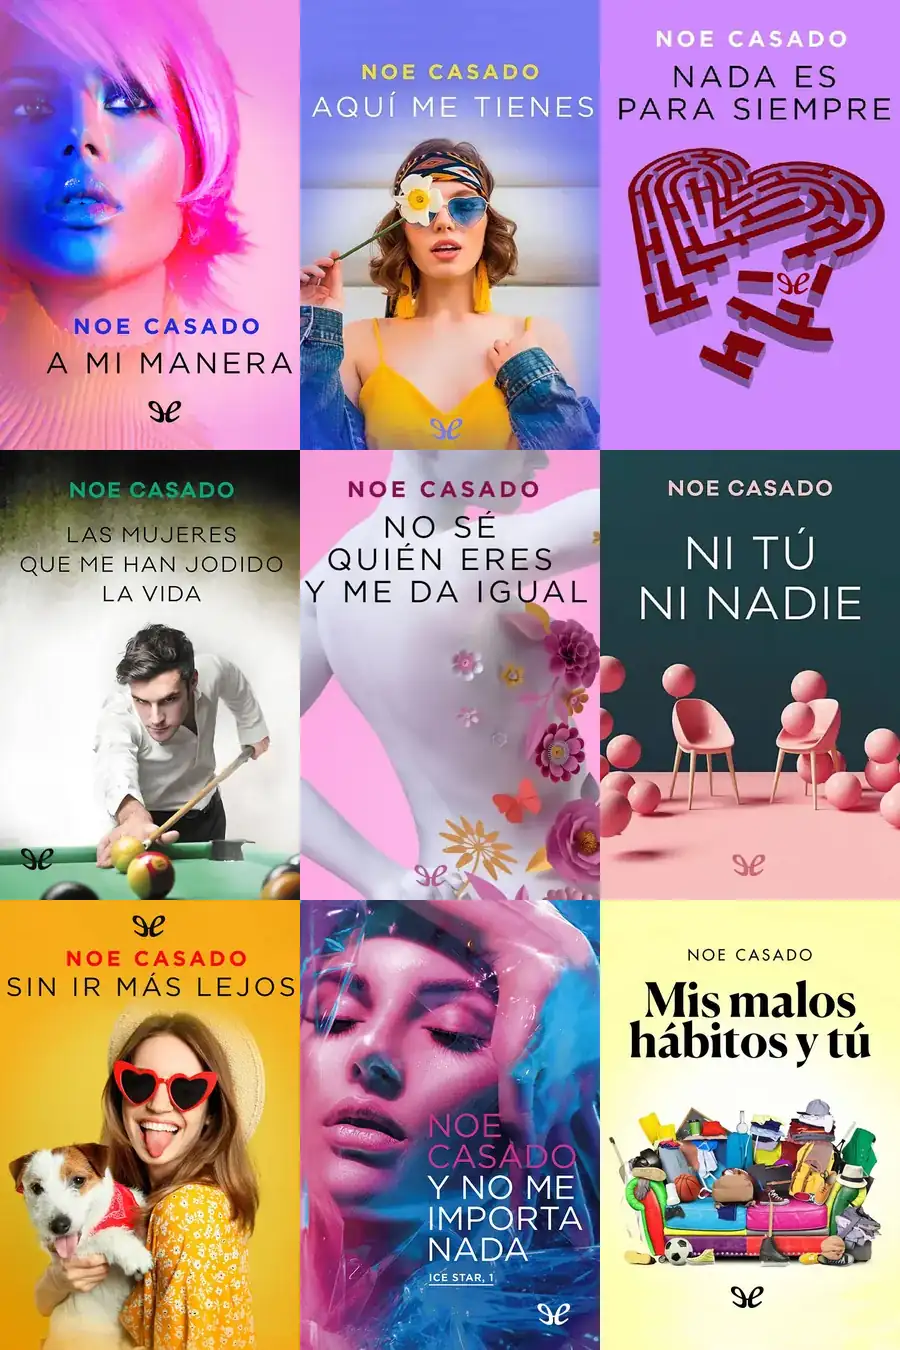 NOE CASADO
A MI MANERA
NOE CASADO
AQUÍ ME TIENES
NOE CASADO
NADA ES
PARA SIEMPRE
NOE CASADO
LAS MUJERES
QUE ME HAN JODIDO
LA VIDA
NOE CASADO
NO SÉ
QUIÉN ERES
Y ME DA IGUAL
NOE CASADO
NI TÚ
NI NADIE
NOE CASADO
SIN IR MÁS LEJOS
NOE
CASADO
Y NO ME
IMPORTA
NADA
ICE STAR, 1
NOE CASADO
Mis malos
hábitos y tú